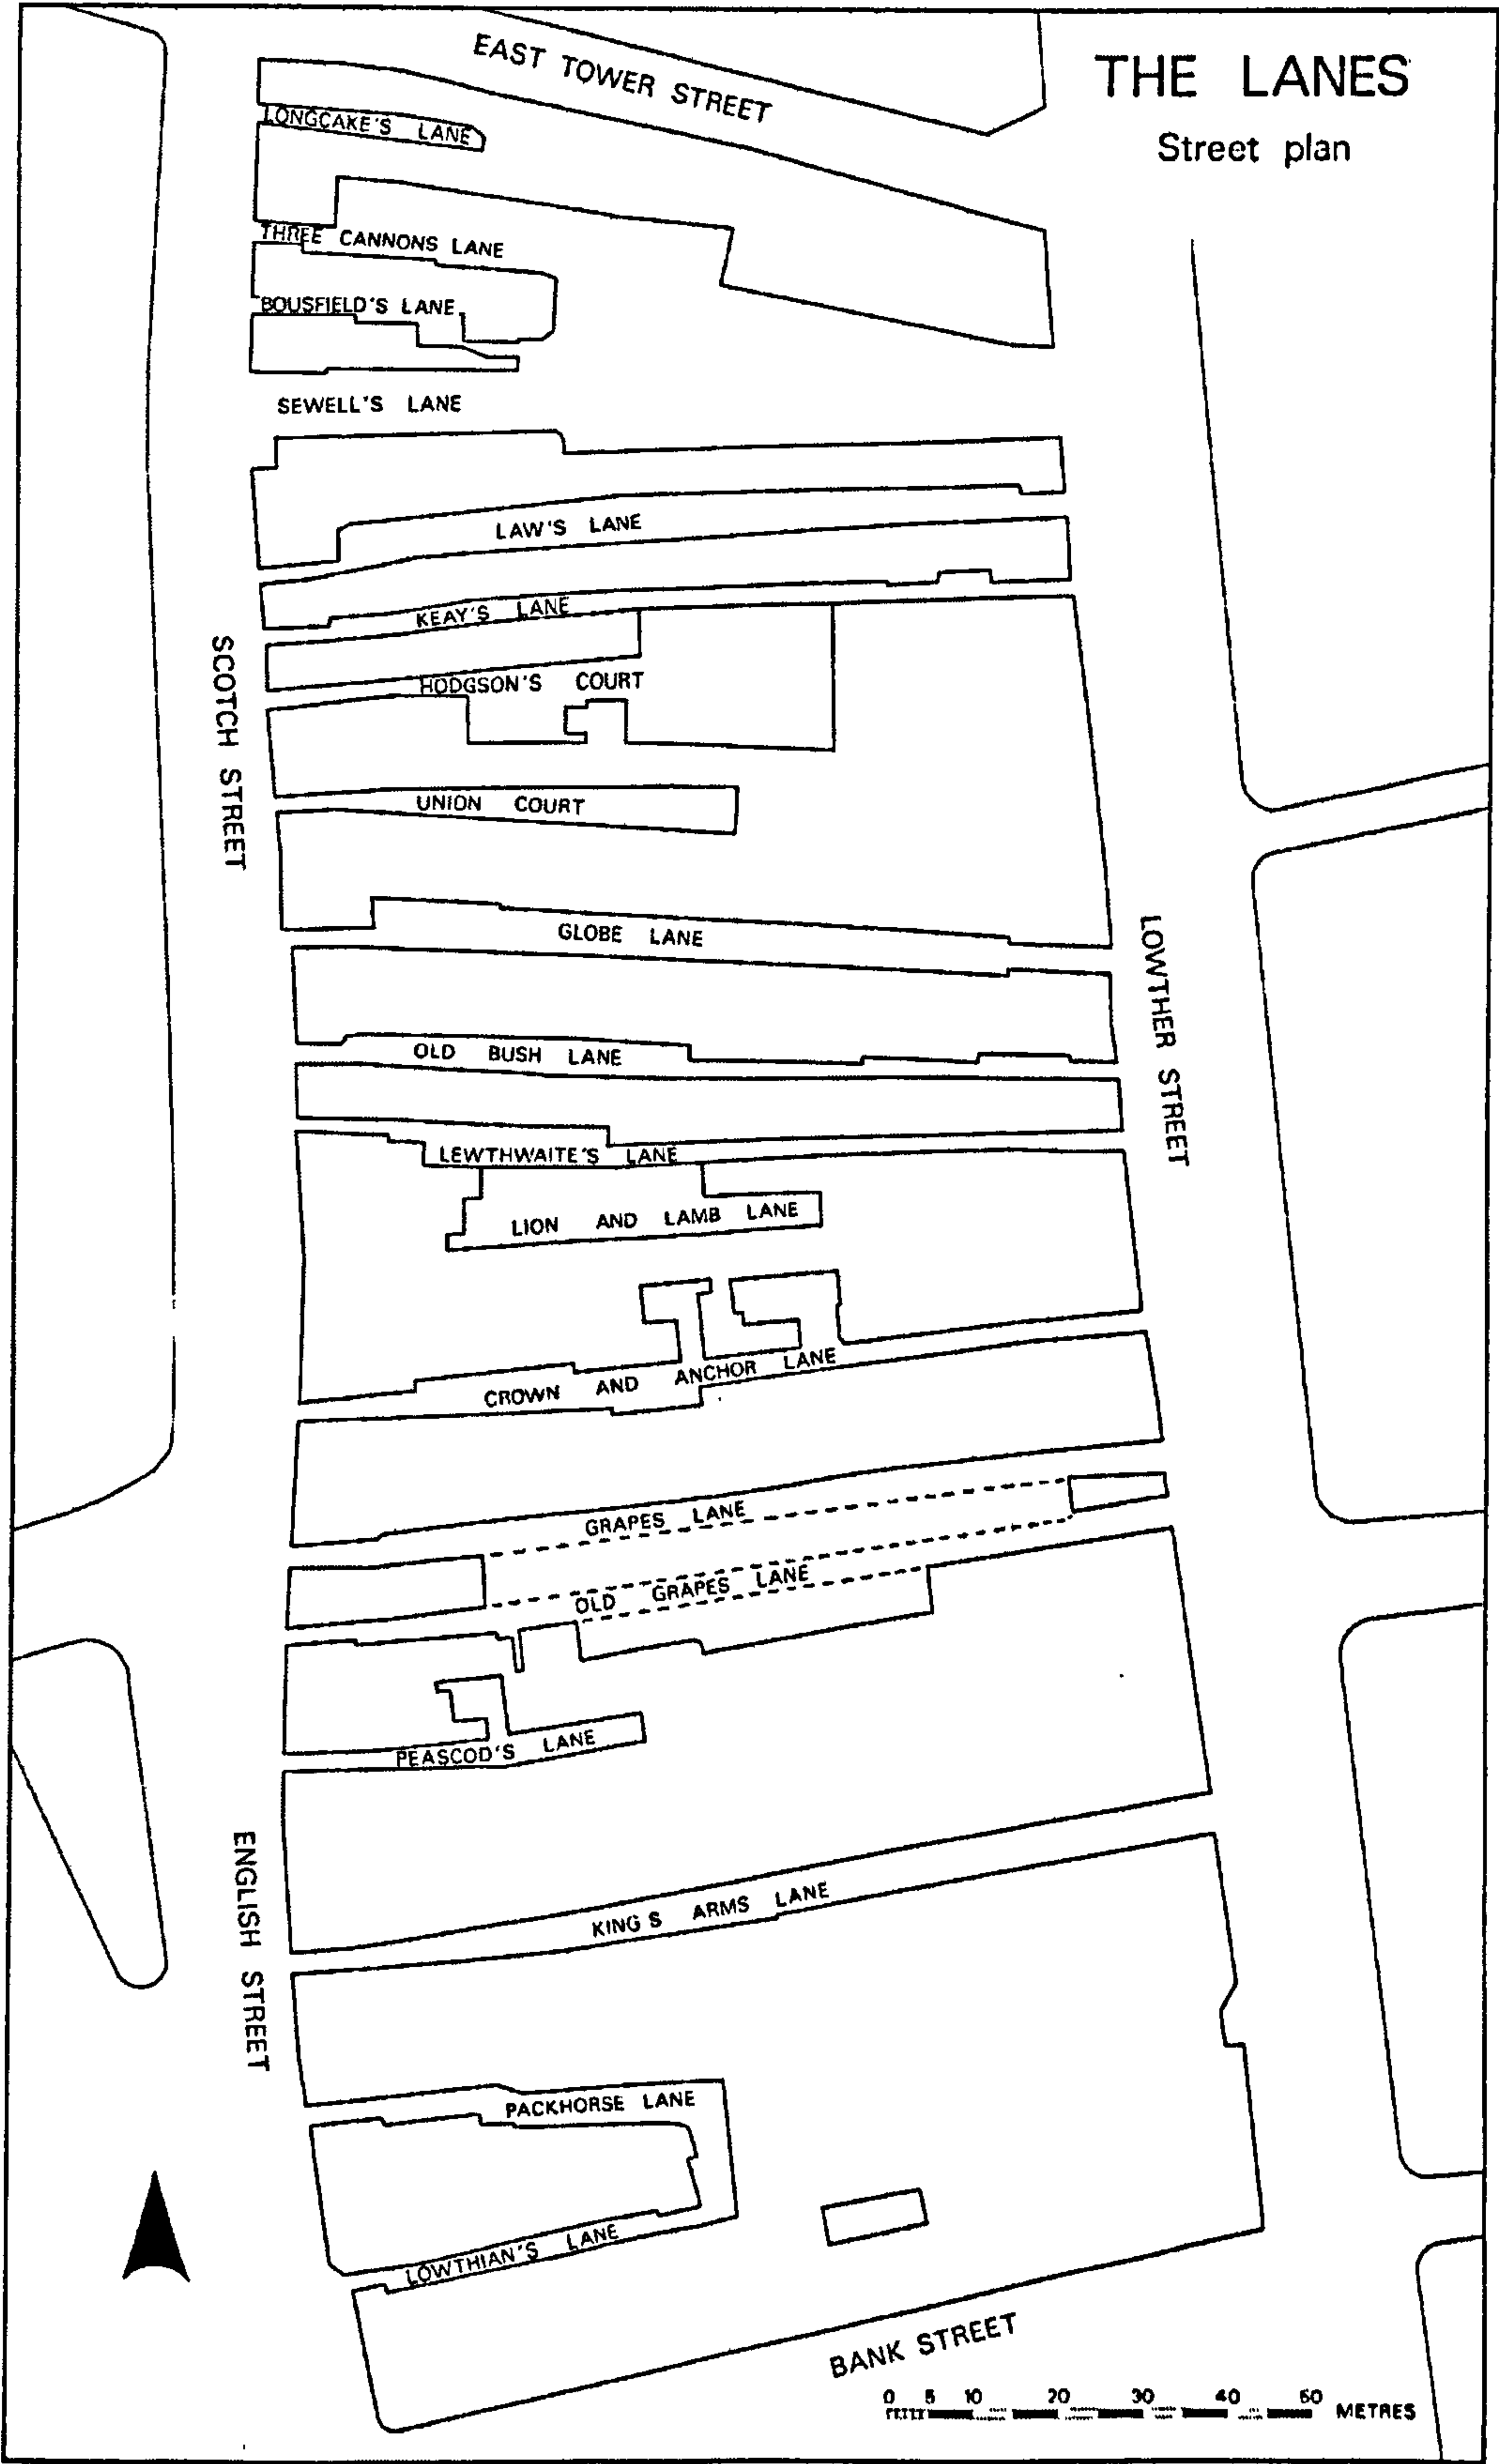 THE LANES
Street plan
EAST TOWER STREET
LONGCAKE'S LANE
THREE CANNONS LANE
BOUSFIELD'S LANE
SEWELL'S LANE
LAW'S LANE
KEAY'S LANE
HODGSON'S COURT
SCOTCH STREET
UNION COURT
GLOBE LANE
LOWTHER STREET
OLD BUSH LANE
LEWTHWAITE'S LANE
LION AND LAMB LANE
CROWN AND ANCHOR LANE
GRAPES LANE
OLD GRAPES LANE
PEASCOD'S LANE
ENGLISH STREET
KING S ARMS LANE
PACKHORSE LANE
LOWTHIAN'S LANE
BANK STREET
0 5 10 20 30 40 50 METRES